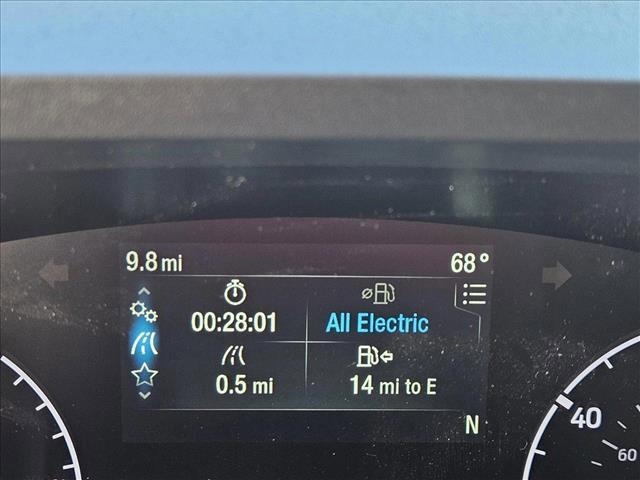 9.8 mi 68°
00:28:01 All Electric
0.5 mi 14 mi to E
N
40
60